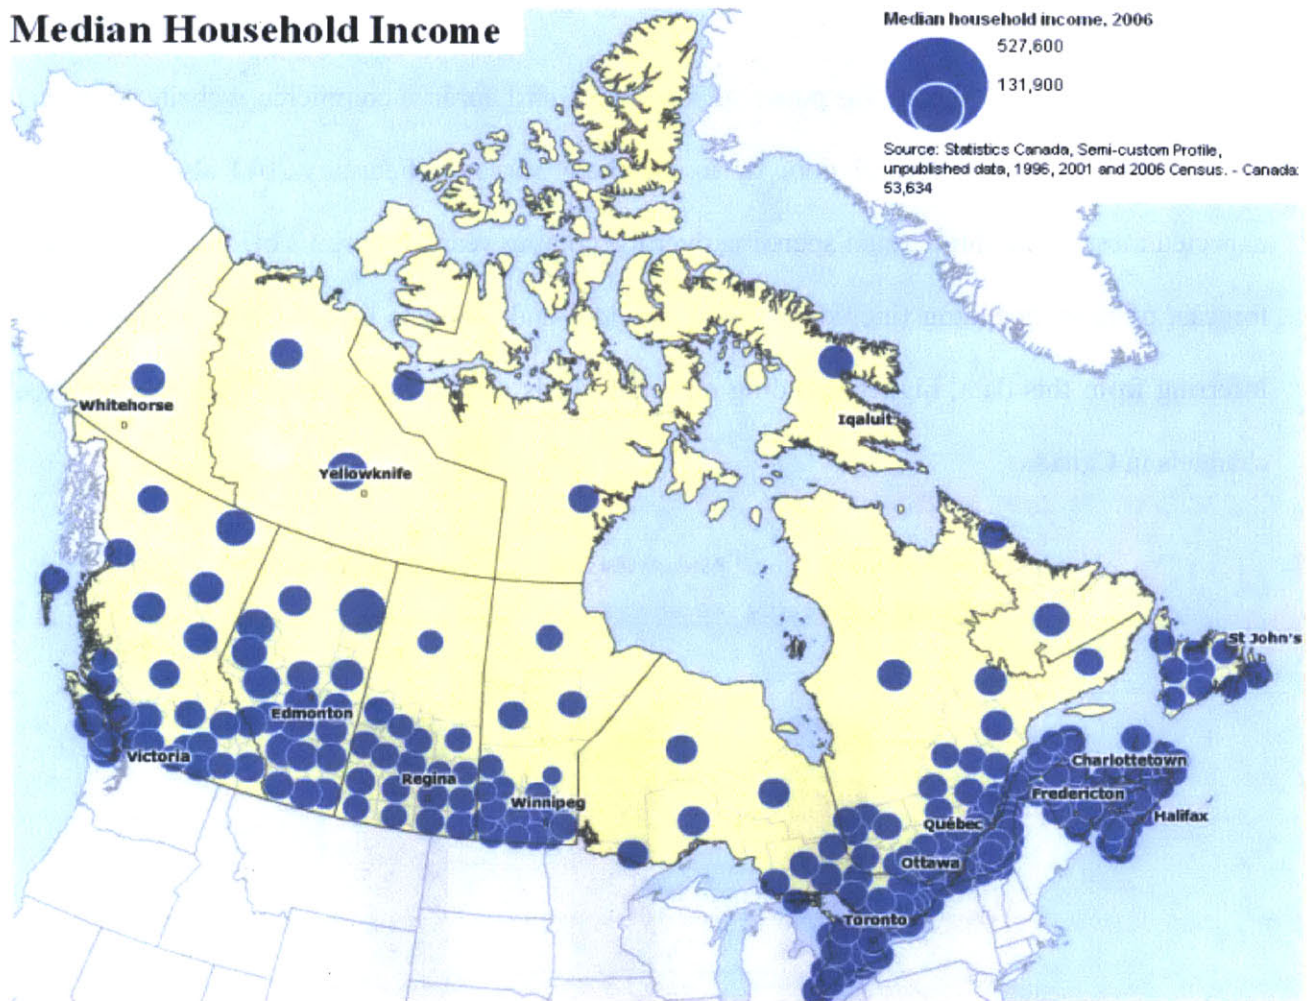 Median Household Income
Median household income, 2006
527,600
131,900
Source: Statistics Canada, Semi-custom Profile,
unpublished data, 1996, 2001 and 2006 Census. - Canada:
53,634
Whitehorse
Yellowknife
Iqaluit
St John's
Edmonton
Victoria
Regina
Winnipeg
Charlottetown
Fredericton
Halifax
Québec
Ottawa
Toronto